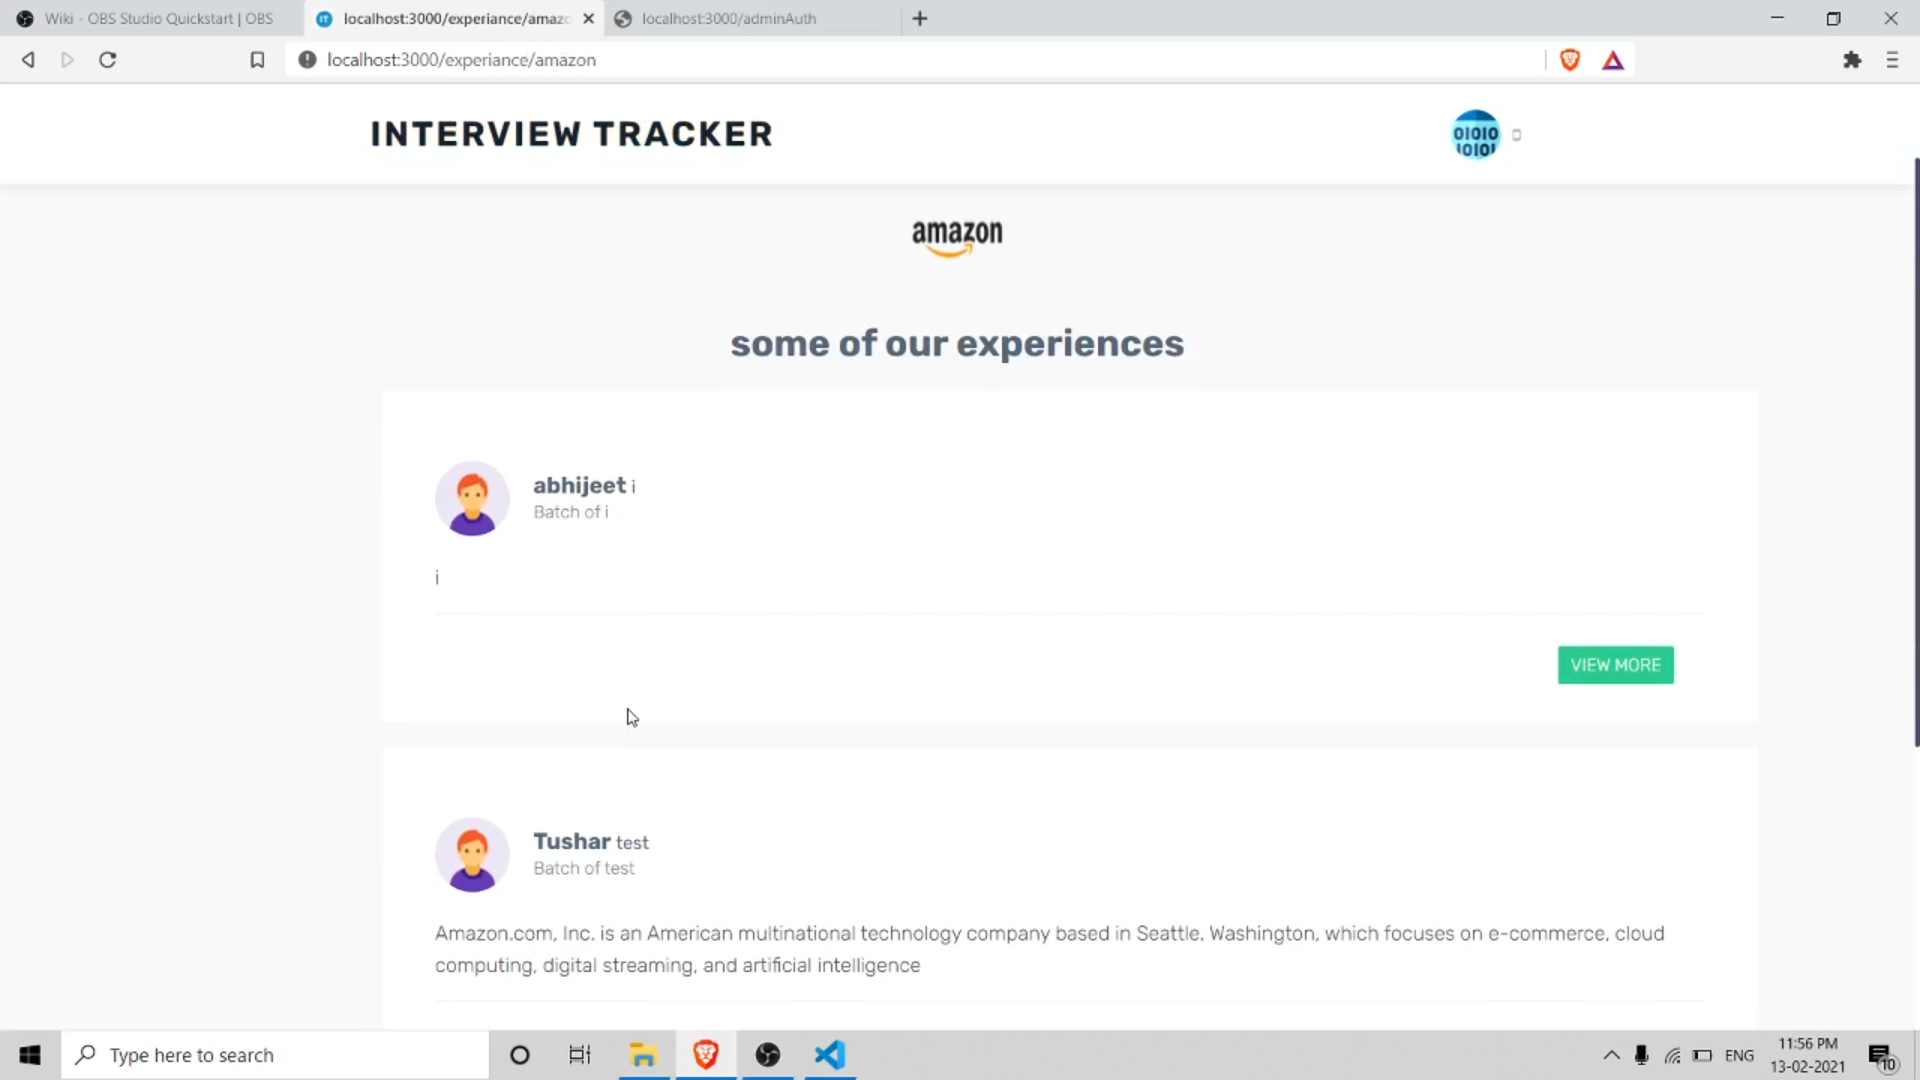 Wiki - OBS Studio Quickstart | OBS
localhost:3000/experiance/amazo
localhost:3000/adminAuth
localhost:3000/experiance/amazon
INTERVIEW TRACKER
01010
10101
amazon
some of our experiences
abhijeet i
Batch of i
i
VIEW MORE
Tushar test
Batch of test
Amazon.com, Inc. is an American multinational technology company based in Seattle, Washington, which focuses on e-commerce, cloud
computing, digital streaming, and artificial intelligence
Type here to search
ENG
11:56 PM
13-02-2021
10